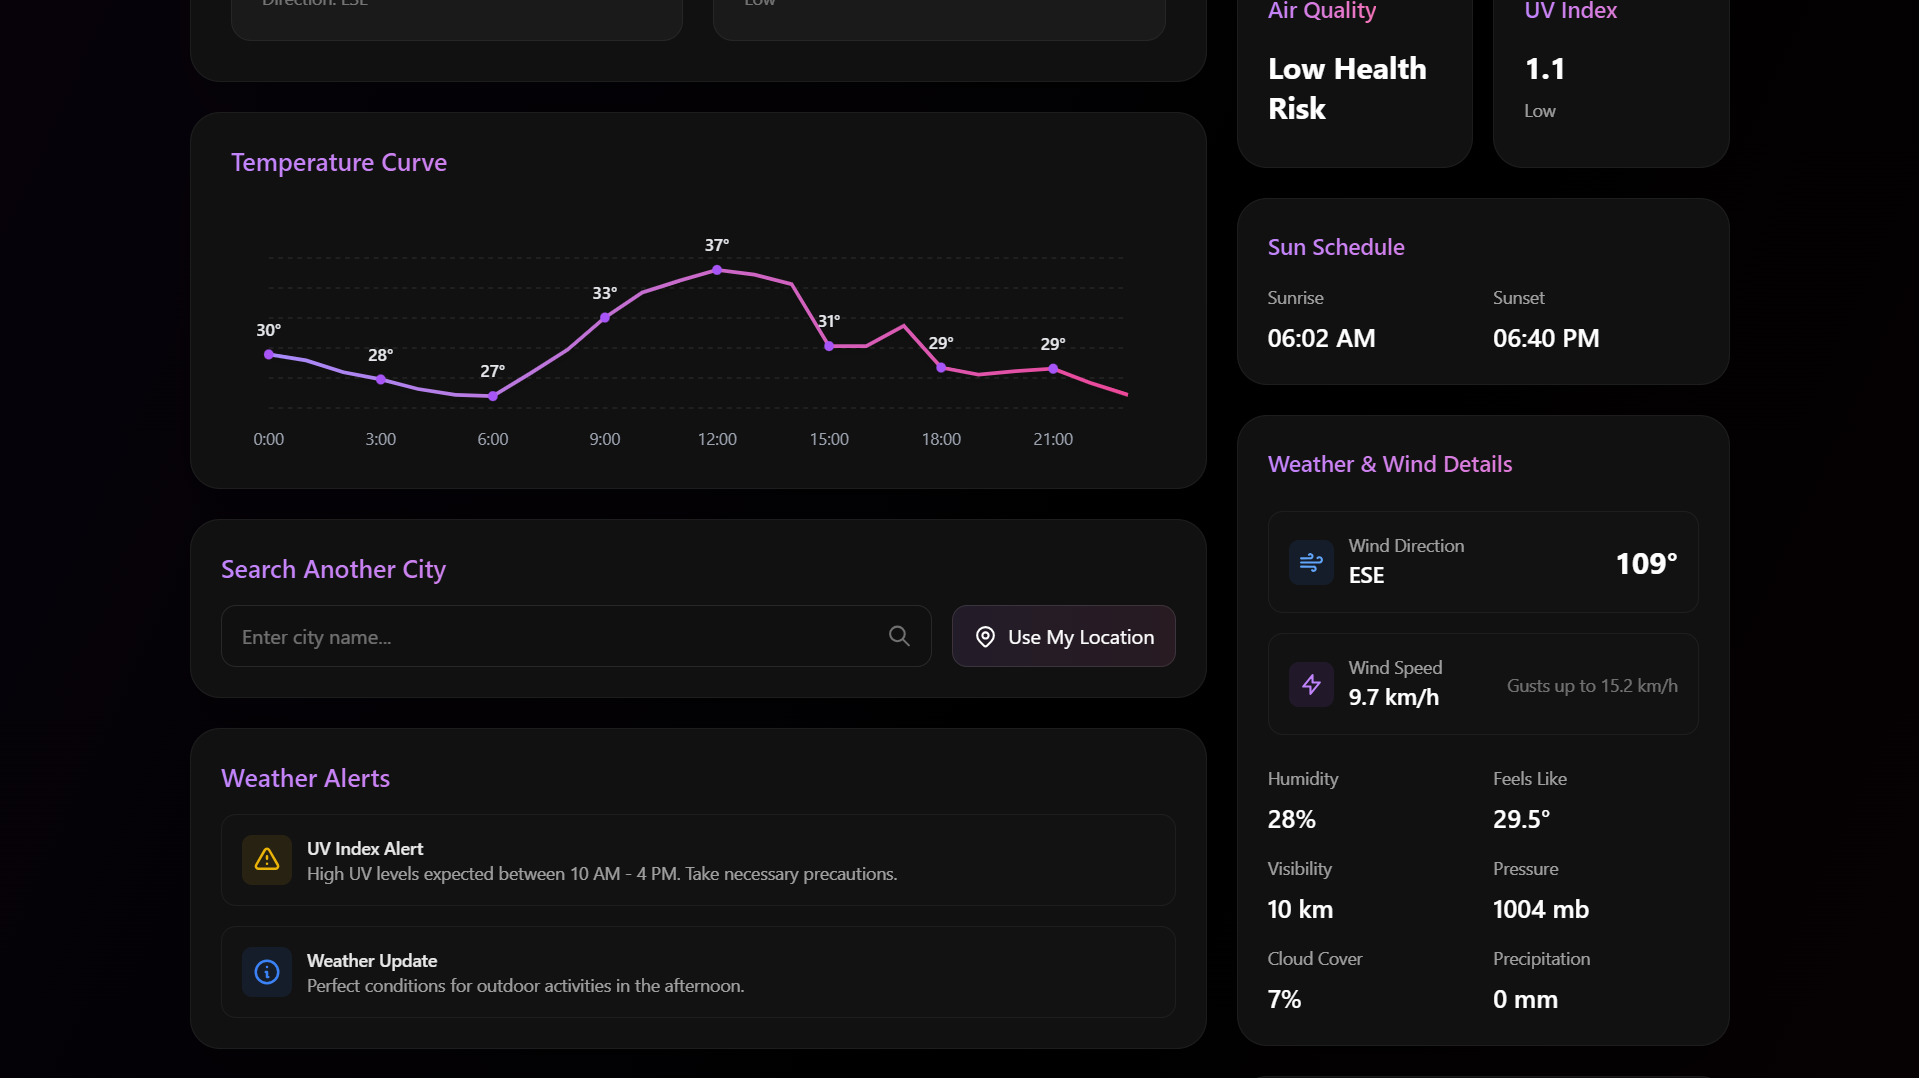 Direction: ESE
Low
Temperature Curve
37°
33°
31°
30°
29°
29°
28°
27°
0:00
3:00
6:00
9:00
12:00
15:00
18:00
21:00
Search Another City
Enter city name...
Use My Location
Weather Alerts
UV Index Alert
High UV levels expected between 10 AM - 4 PM. Take necessary precautions.
Weather Update
Perfect conditions for outdoor activities in the afternoon.
Air Quality
Low Health
Risk
UV Index
1.1
Low
Sun Schedule
Sunrise
06:02 AM
Sunset
06:40 PM
Weather & Wind Details
Wind Direction
ESE
109°
Wind Speed
9.7 km/h
Gusts up to 15.2 km/h
Humidity
28%
Feels Like
29.5°
Visibility
10 km
Pressure
1004 mb
Cloud Cover
7%
Precipitation
0 mm